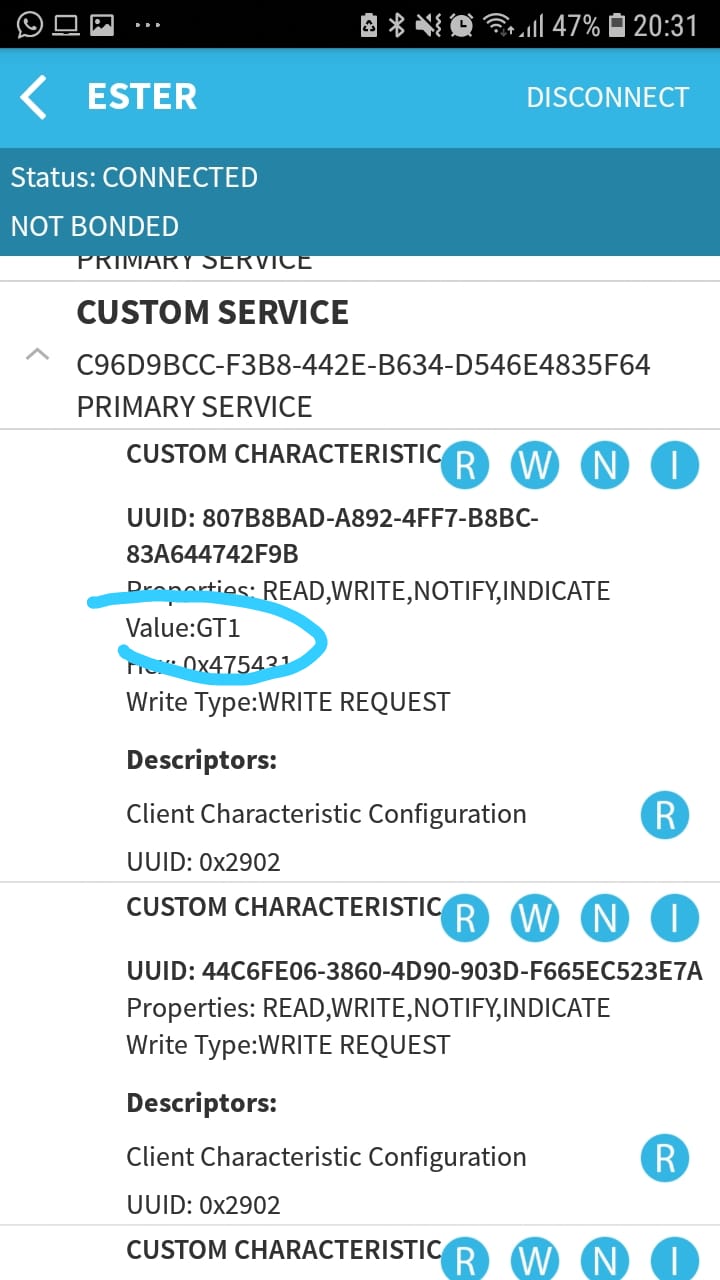 47% 20:31
ESTER
DISCONNECT
Status: CONNECTED
NOT BONDED
PRIMARY SERVICE
CUSTOM SERVICE
C96D9BCC-F3B8-442E-B634-D546E4835F64
PRIMARY SERVICE
CUSTOM CHARACTERISTIC R W N I
UUID: 807B8BAD-A892-4FF7-B8BC-
83A644742F9B
Properties: READ,WRITE,NOTIFY,INDICATE
Value:GT1
Hex: 0x475431
Write Type:WRITE REQUEST
Descriptors:
Client Characteristic Configuration R
UUID: 0x2902
CUSTOM CHARACTERISTIC R W N I
UUID: 44C6FE06-3860-4D90-903D-F665EC523E7A
Properties: READ,WRITE,NOTIFY,INDICATE
Write Type:WRITE REQUEST
Descriptors:
Client Characteristic Configuration R
UUID: 0x2902
CUSTOM CHARACTERISTIC R W N I